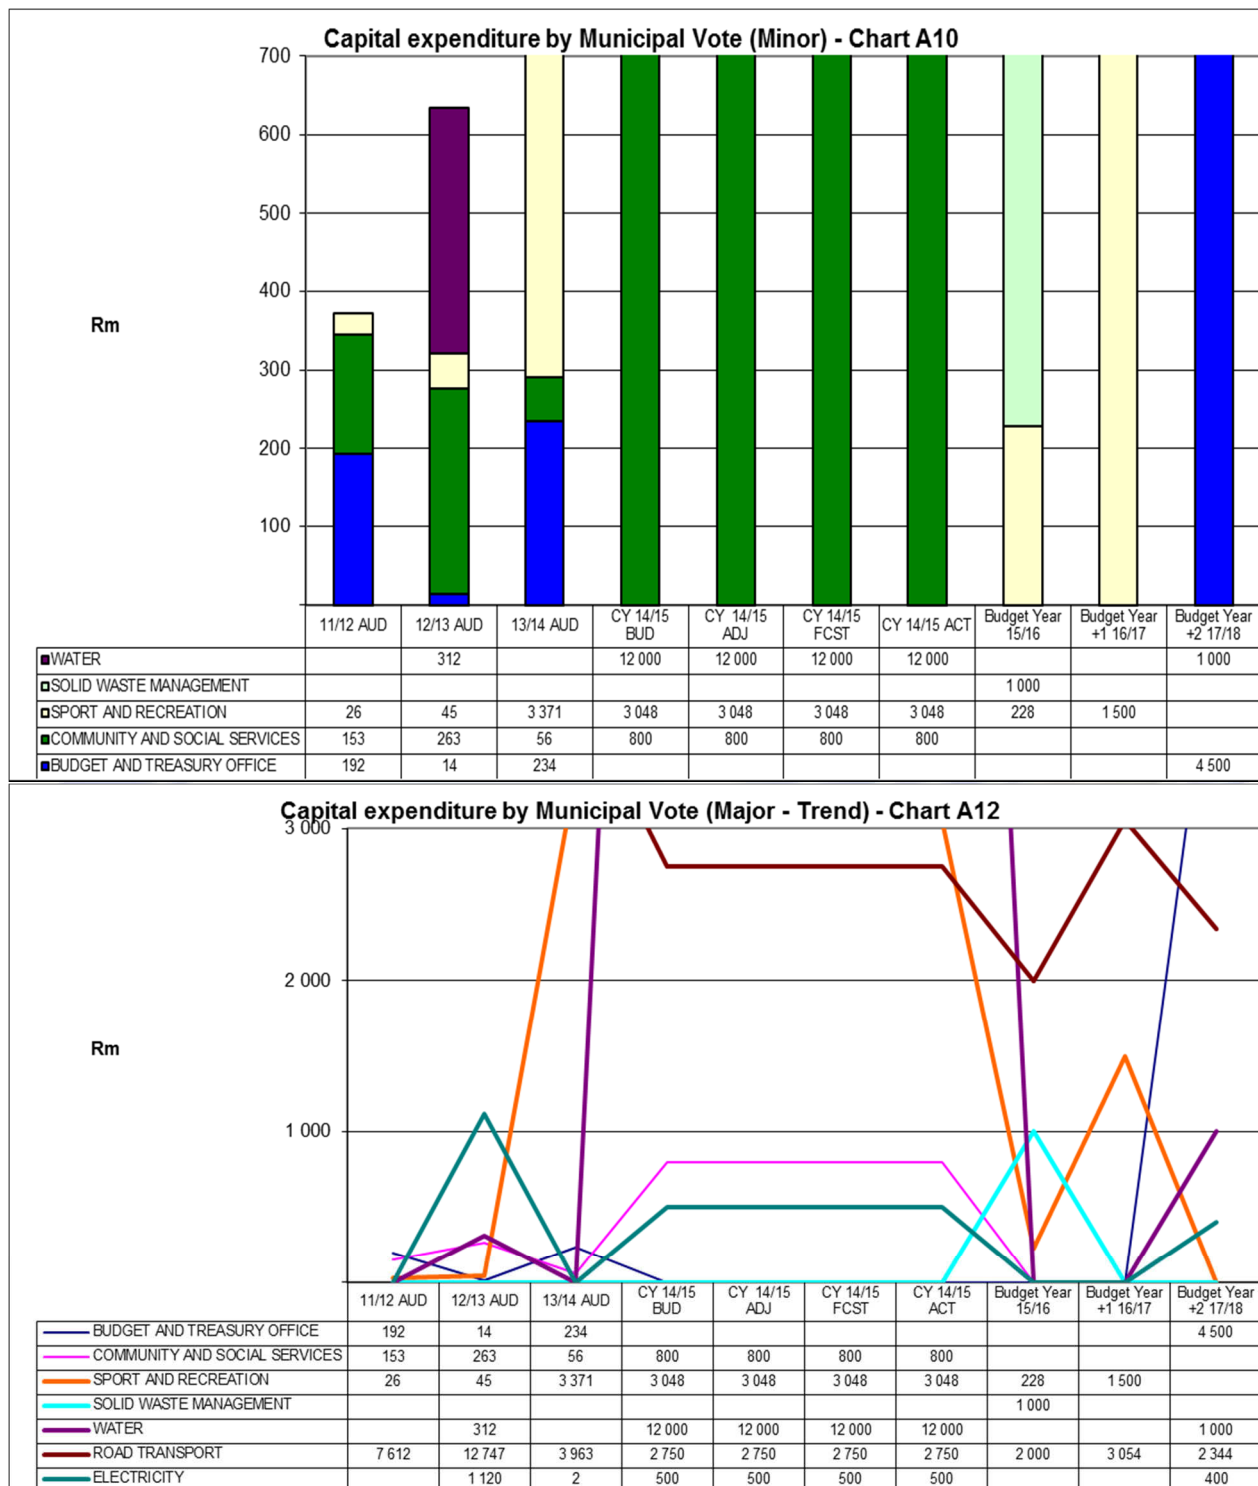 Capital expenditure by Municipal Vote (Minor) - Chart A10
700
600
500
400
Rm
300
200
100
11/12 AUD 12/13 AUD 13/14 AUD CY 14/15 BUD CY 14/15 ADJ CY 14/15 FCST CY 14/15 ACT Budget Year 15/16 Budget Year +1 16/17 Budget Year +2 17/18
WATER 312 12 000 12 000 12 000 12 000 1 000
SOLID WASTE MANAGEMENT 1 000
SPORT AND RECREATION 26 45 3 371 3 048 3 048 3 048 3 048 228 1 500
COMMUNITY AND SOCIAL SERVICES 153 263 56 800 800 800 800
BUDGET AND TREASURY OFFICE 192 14 234 4 500
Capital expenditure by Municipal Vote (Major - Trend) - Chart A12
3 000
2 000
Rm
1 000
11/12 AUD 12/13 AUD 13/14 AUD CY 14/15 BUD CY 14/15 ADJ CY 14/15 FCST CY 14/15 ACT Budget Year 15/16 Budget Year +1 16/17 Budget Year +2 17/18
BUDGET AND TREASURY OFFICE 192 14 234 4 500
COMMUNITY AND SOCIAL SERVICES 153 263 56 800 800 800 800
SPORT AND RECREATION 26 45 3 371 3 048 3 048 3 048 3 048 228 1 500
SOLID WASTE MANAGEMENT 1 000
WATER 312 12 000 12 000 12 000 12 000 1 000
ROAD TRANSPORT 7 612 12 747 3 963 2 750 2 750 2 750 2 750 2 000 3 054 2 344
ELECTRICITY 1 120 2 500 500 500 500 400